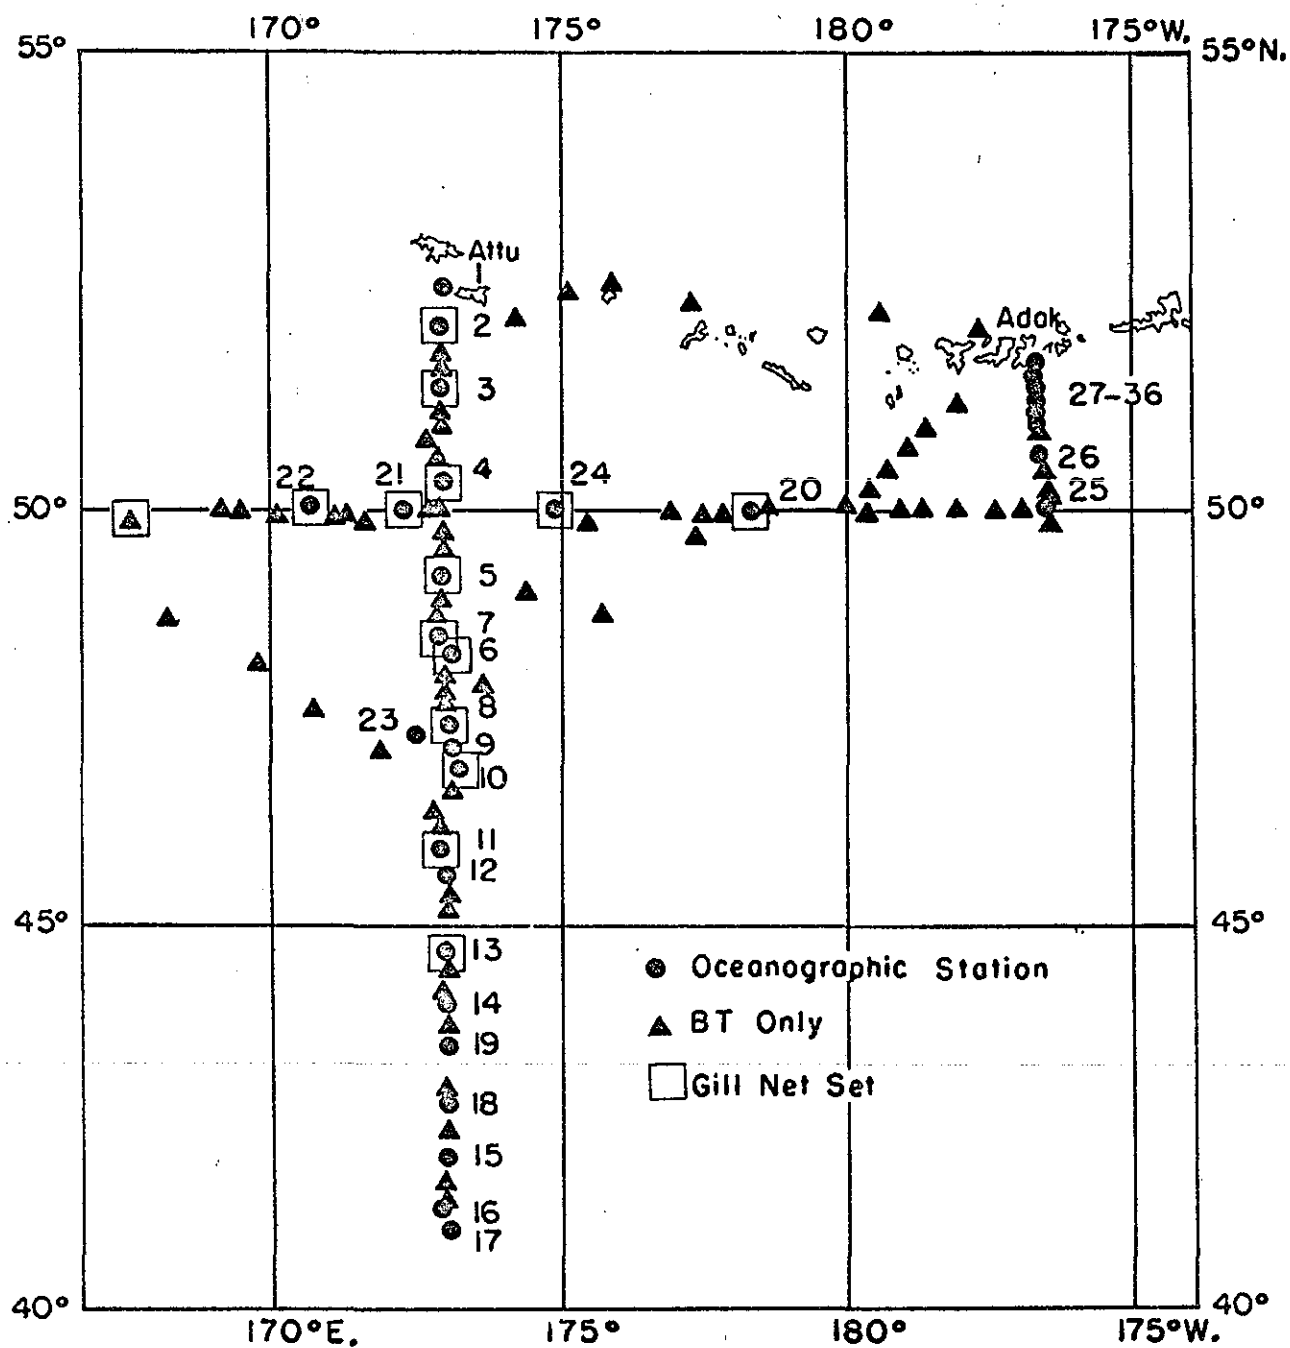 170° 175° 180° 175°W.
55° 55°N.
Attu
1
2
Adak
3
27-36
4
22 21 24 26
20 25
50° 50°
5
7
6
8
23
9
10
11
12
45° 45°
13
Oceanographic Station
14
BT Only
19
Gill Net Set
18
15
16
17
40° 40°
170°E. 175° 180° 175°W.